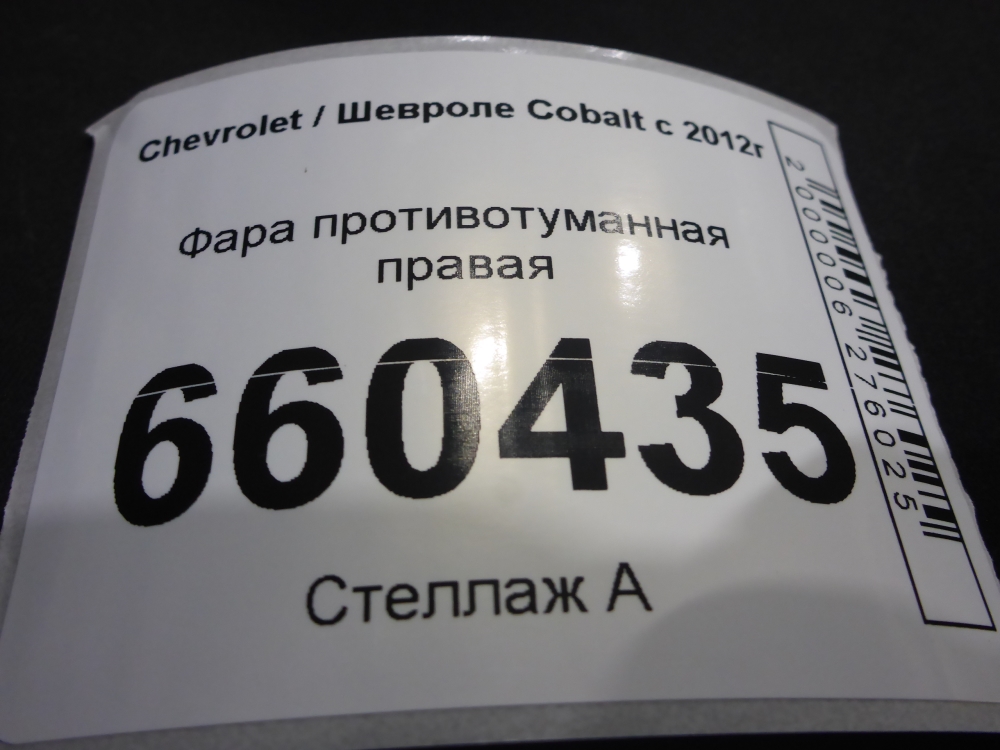 Chevrolet / Шевроле Cobalt с 2012г
Фара противотуманная
правая
660435
Стеллаж А
2000006276025